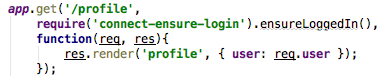 app.get('/profile',
    require('connect-ensure-login').ensureLoggedIn(),
    function(req, res){
        res.render('profile', { user: req.user });
    });